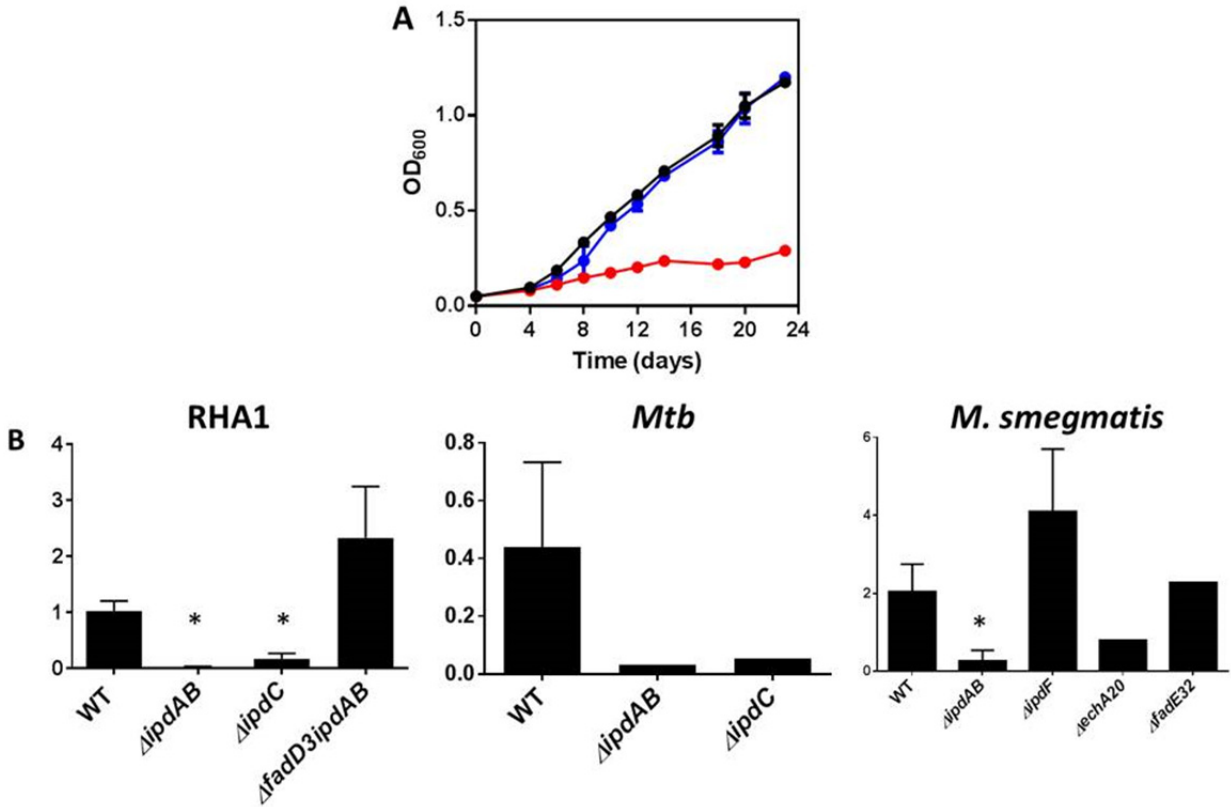 A
1.5
1.0
0.5
0.0
OD600
0 4 8 12 16 20 24
Time (days)
B
RHA1
4
3
2
1
0
*
*
WT
ΔipdAB
ΔipdC
ΔfadD3ipdAB
Mtb
0.8
0.6
0.4
0.2
0.0
WT
ΔipdAB
ΔipdC
M. smegmatis
6
4
2
0
*
WT
ΔipdAB
ΔipdF
ΔechA20
ΔfadE32